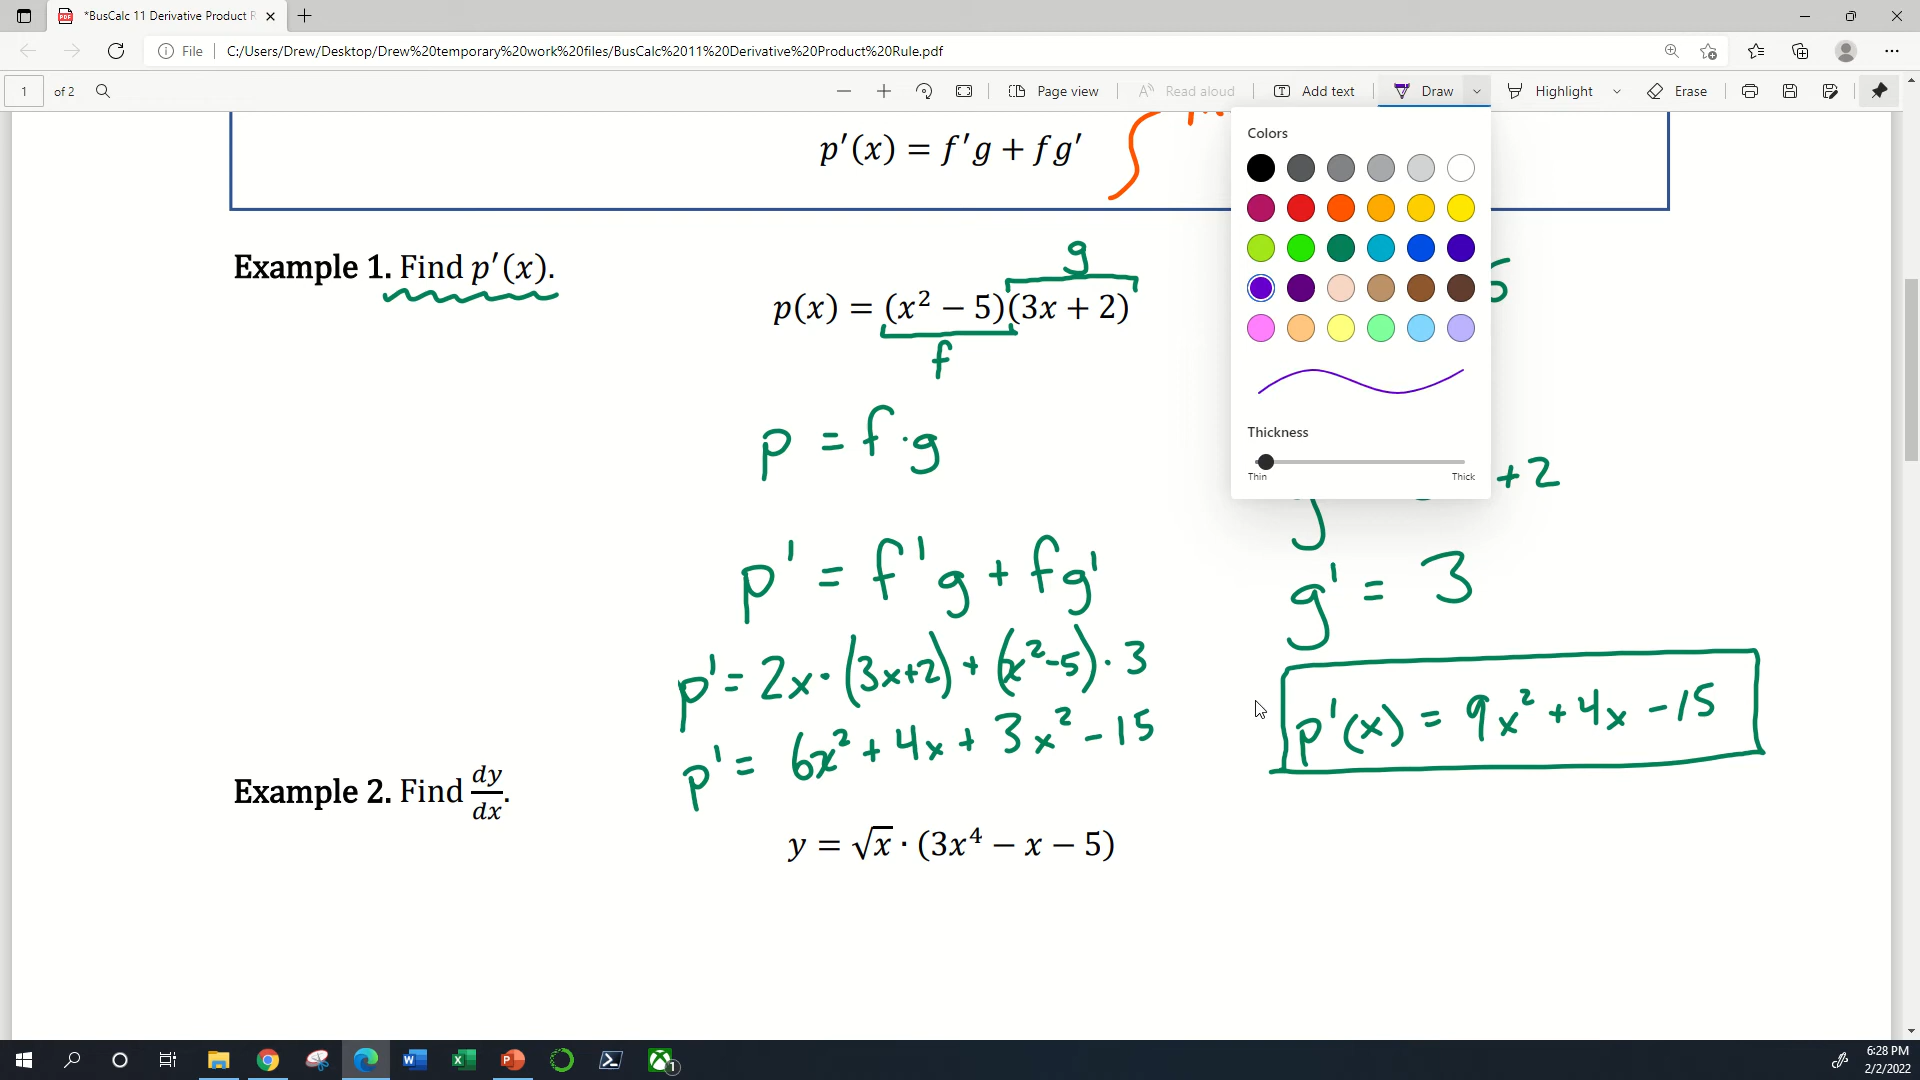 *BusCalc 11 Derivative Product R
File
C:/Users/Drew/Desktop/Drew%20temporary%20work%20files/BusCalc%2011%20Derivative%20Product%20Rule.pdf
1 of 2
Page view
Read aloud
Add text
Draw
Highlight
Erase
p′(x) = f′g + fg′
Colors
Example 1. Find p′(x).
g
p(x) = (x² − 5)(3x + 2)
f
5
p = f·g
Thickness
Thin
Thick
+2
p' = f'g + fg'
g' = 3
p' = 2x·(3x+2) + (x²-5)·3
p'(x) = 9x² + 4x - 15
p' = 6x² + 4x + 3x² - 15
Example 2. Find dy/dx.
y = √x · (3x⁴ − x − 5)
1
6:28 PM
2/2/2022